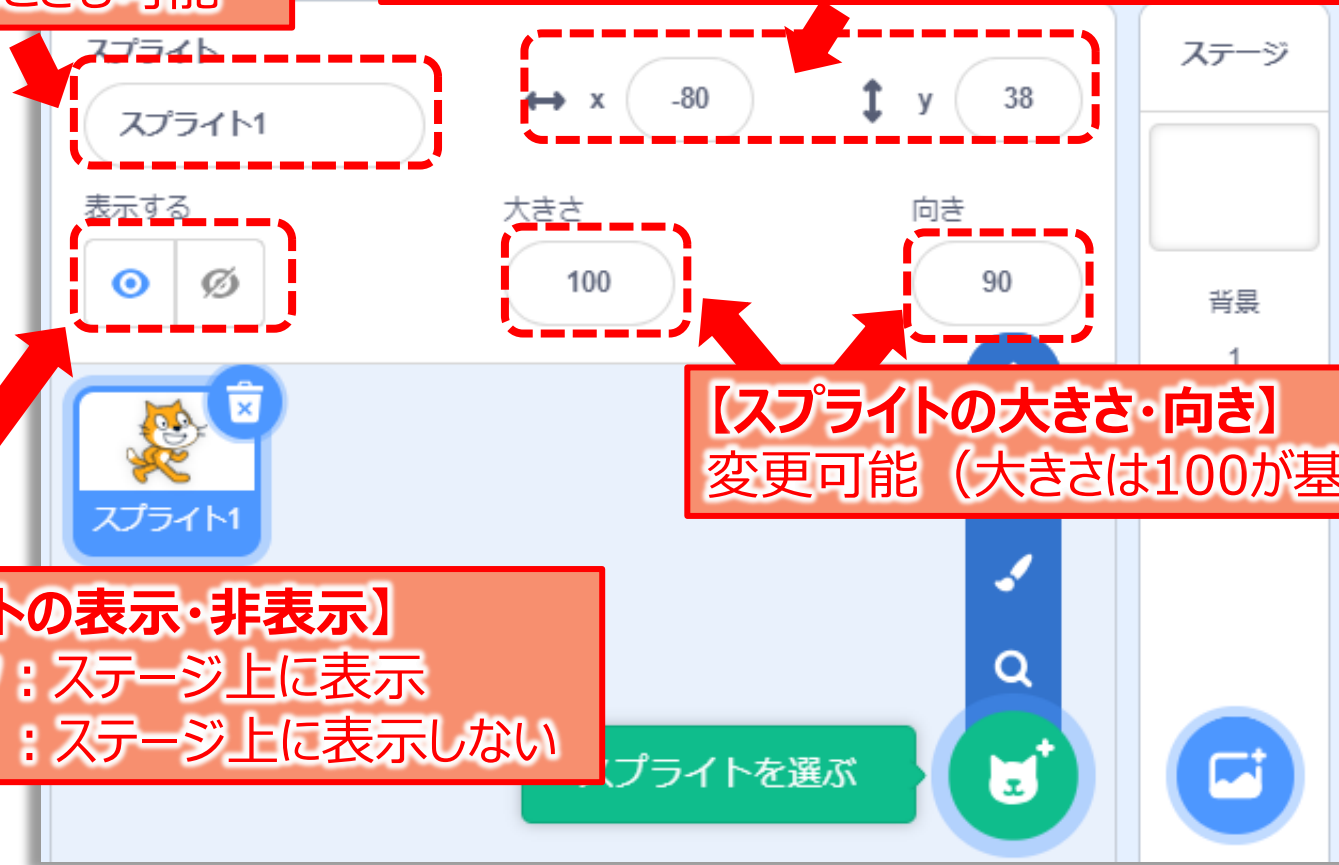 可能
スプライト
ステージ
x
-80
y
38
スプライト1
表示する
大きさ
向き
100
90
背景
1
【スプライトの大きさ・向き】
変更可能（大きさは100が基
スプライト1
トの表示・非表示】
：ステージ上に表示
：ステージ上に表示しない
プライトを選ぶ